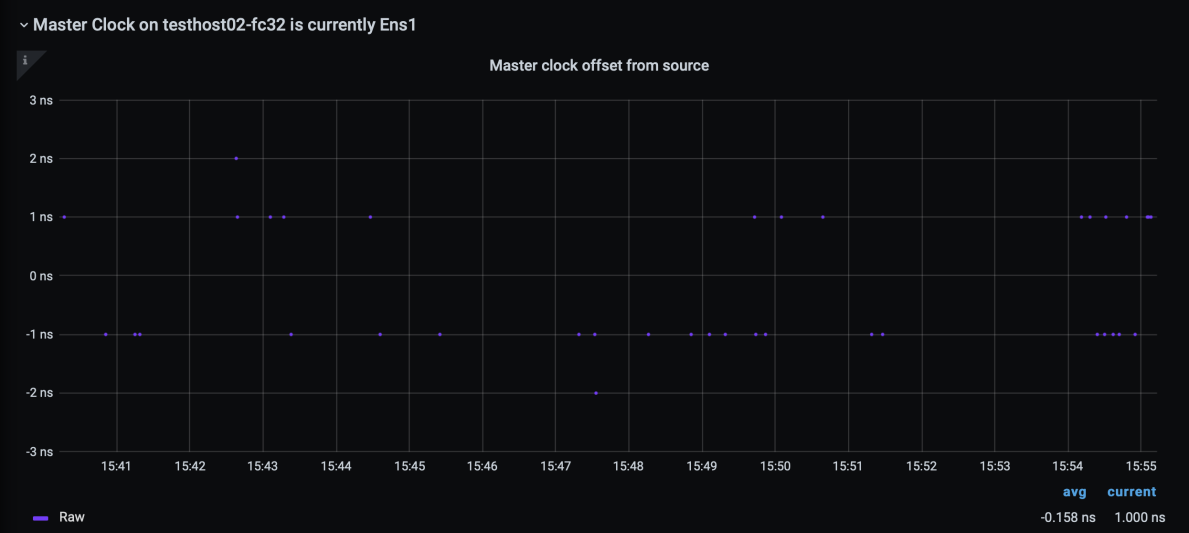 Master Clock on testhost02-fc32 is currently Ens1
i
Master clock offset from source
3 ns
2 ns
1 ns
0 ns
-1 ns
-2 ns
-3 ns
15:41 15:42 15:43 15:44 15:45 15:46 15:47 15:48 15:49 15:50 15:51 15:52 15:53 15:54 15:55
avg current
Raw -0.158 ns 1.000 ns